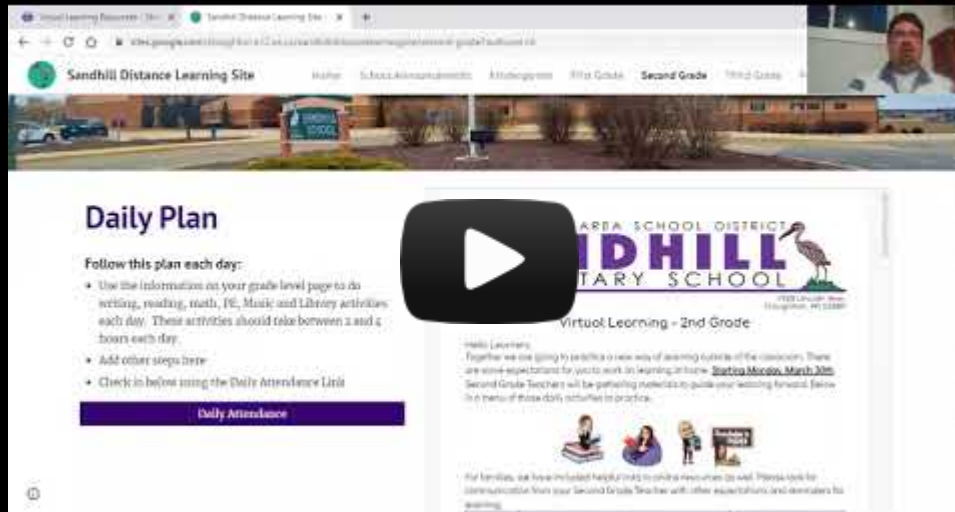 Sandhill Distance Learning Site
Sandhill Distance Learning Site
Home School Announcements Kindergarten First Grade Second Grade Third Grade
SANDHILL
SCHOOL
Daily Plan
Follow this plan each day:
Use the information on your grade level page to do
writing, reading, math, PE, Music and Library activities
each day. These activities should take between 2 and 4
hours each day.
Add other steps here
Check in below using the Daily Attendance Link
Daily Attendance
AREA SCHOOL DISTRICT
NDHILL
TARY SCHOOL
Virtual Learning - 2nd Grade
Hello Learners,
Together we are going to practice a new way of learning outside of the classroom. There
are some expectations for you to work on learning at home. Starting Monday, March 30th
Second Grade Teachers will be gathering materials to guide your learning forward. Below
is a menu of those daily activities to practice.
For families, we have included helpful links to online resources as well. Please look for
communication from your Second Grade Teacher with other expectations and reminders for
learning.